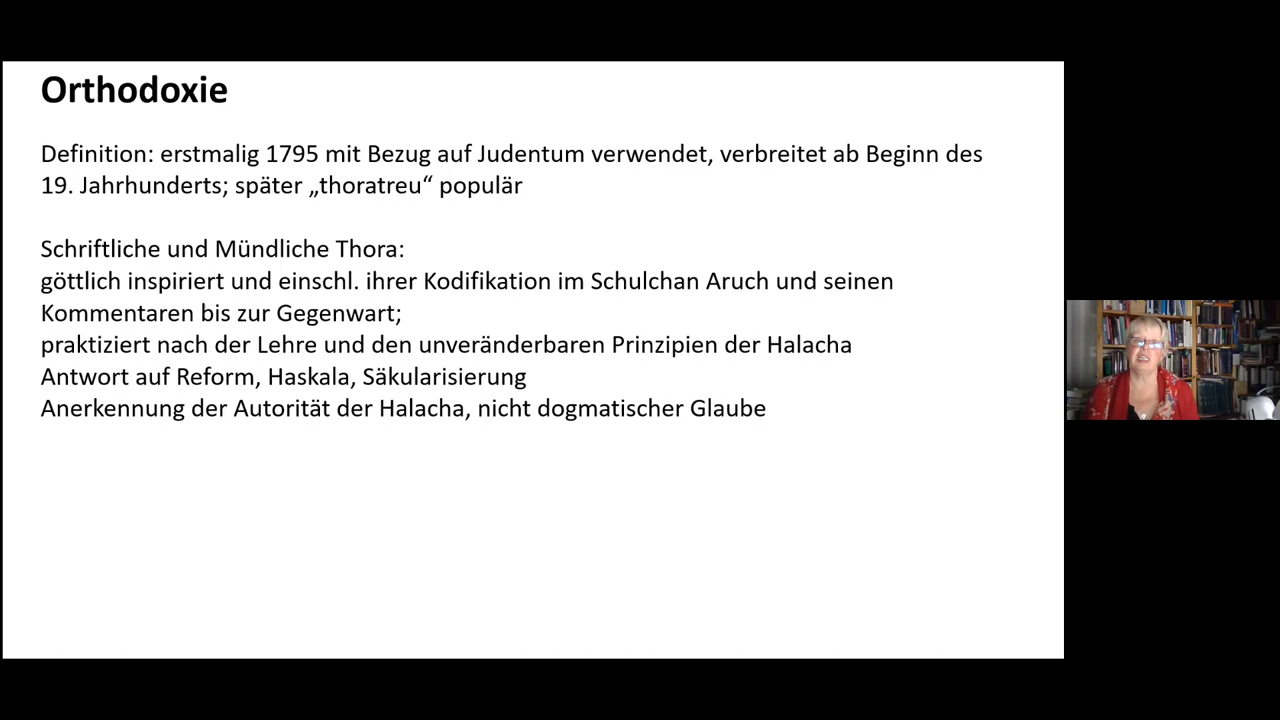 Orthodoxie
Definition: erstmalig 1795 mit Bezug auf Judentum verwendet, verbreitet ab Beginn des
19. Jahrhunderts; später „thoratreu“ populär
Schriftliche und Mündliche Thora:
göttlich inspiriert und einschl. ihrer Kodifikation im Schulchan Aruch und seinen
Kommentaren bis zur Gegenwart;
praktiziert nach der Lehre und den unveränderbaren Prinzipien der Halacha
Antwort auf Reform, Haskala, Säkularisierung
Anerkennung der Autorität der Halacha, nicht dogmatischer Glaube